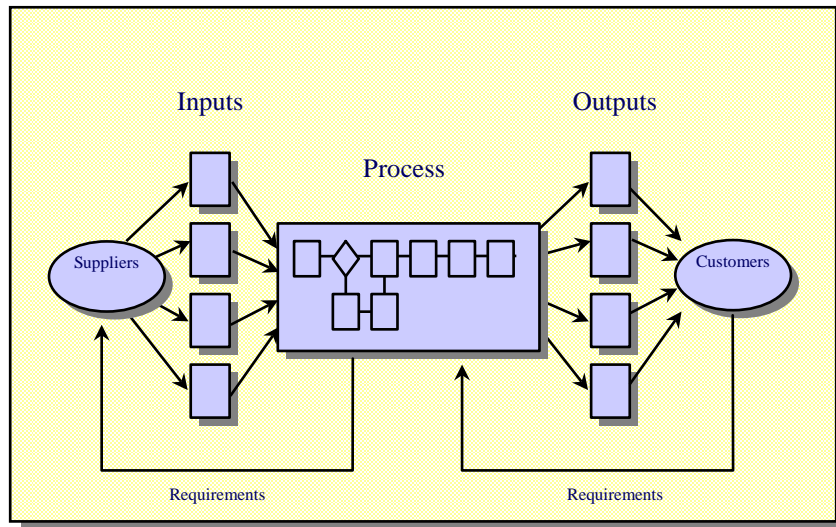 Inputs
Outputs
Process
Suppliers
Customers
Requirements
Requirements